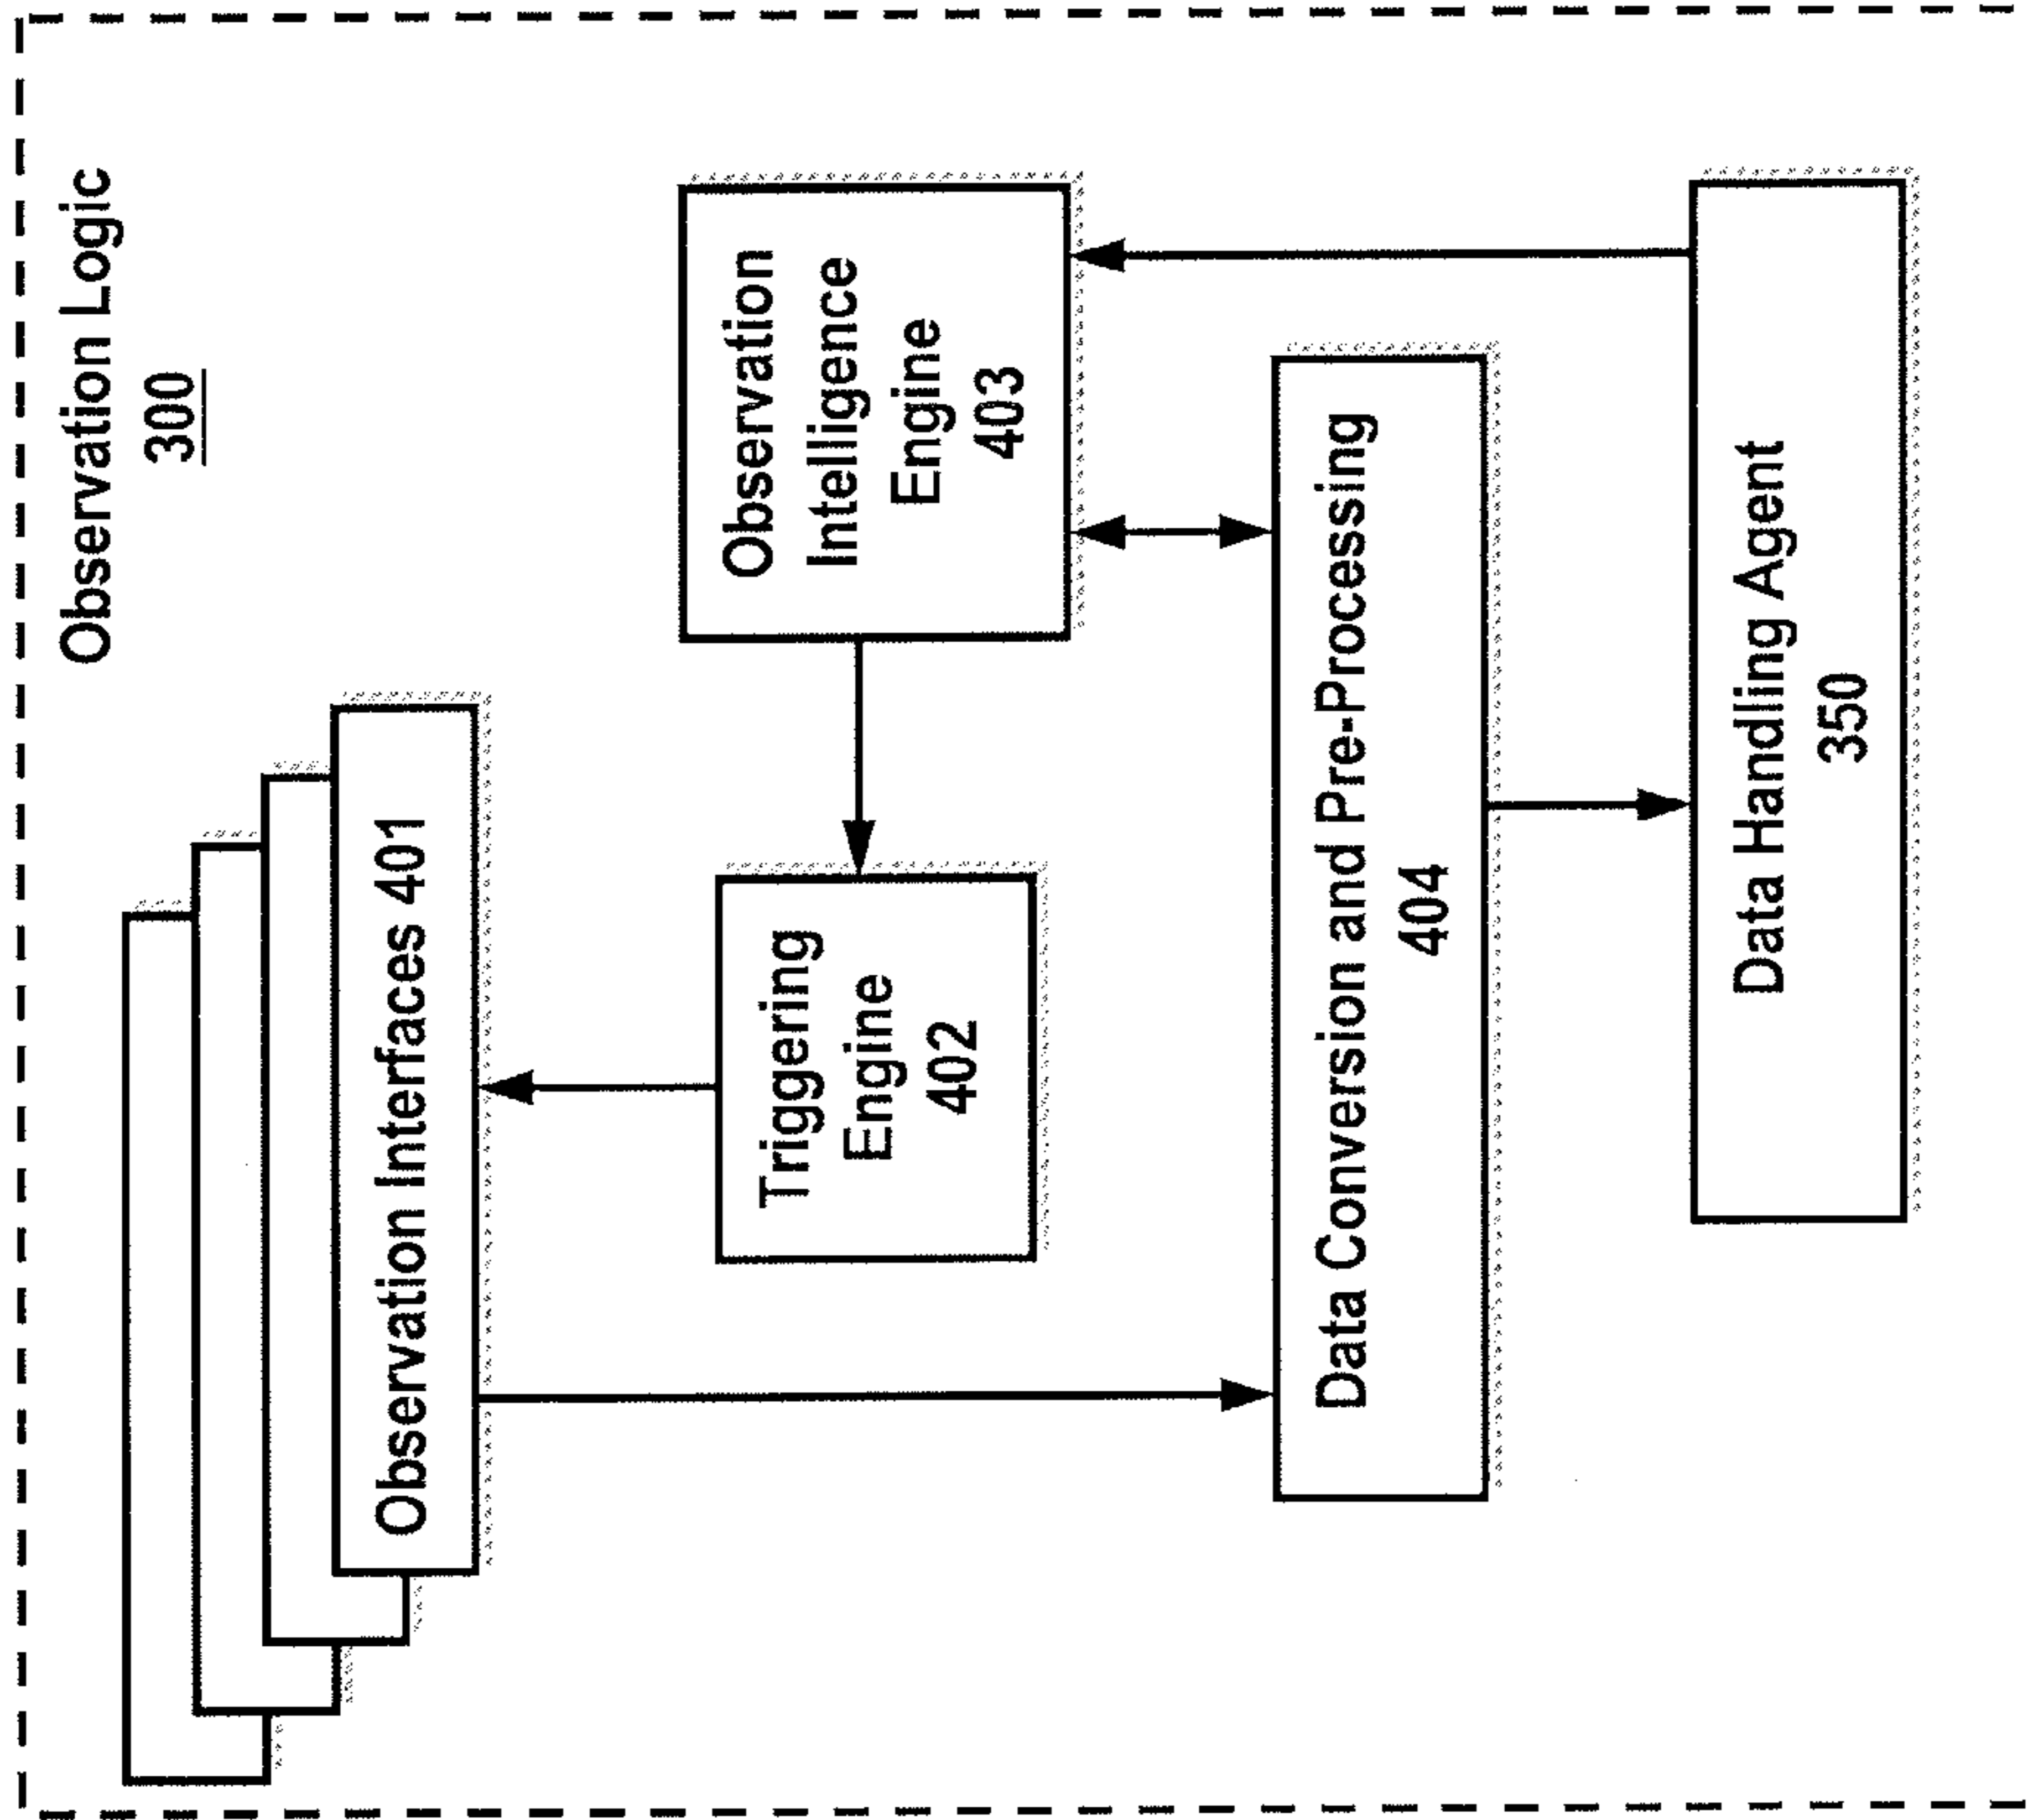 Observation Logic
300
Observation Interfaces 401
Triggering
Engine
402
Observation
Intelligence
Engine
403
Data Conversion and Pre-Processing
404
Data Handling Agent
350